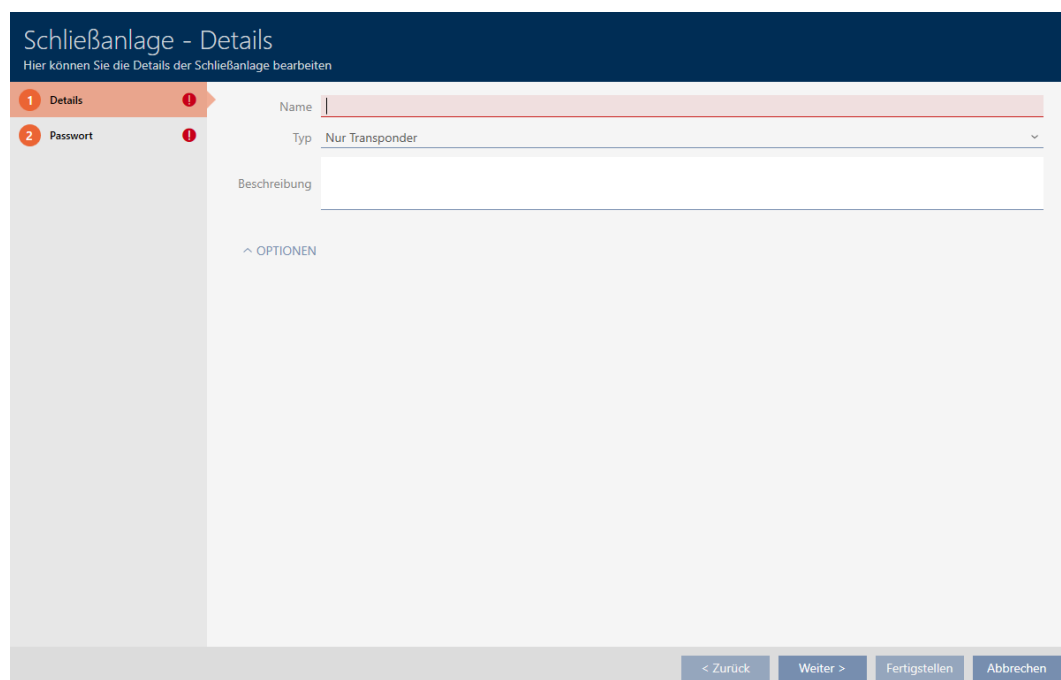 Schließanlage - Details
Hier können Sie die Details der Schließanlage bearbeiten
1 Details !
2 Passwort !
Name
Typ Nur Transponder
Beschreibung
OPTIONEN
< Zurück Weiter > Fertigstellen Abbrechen